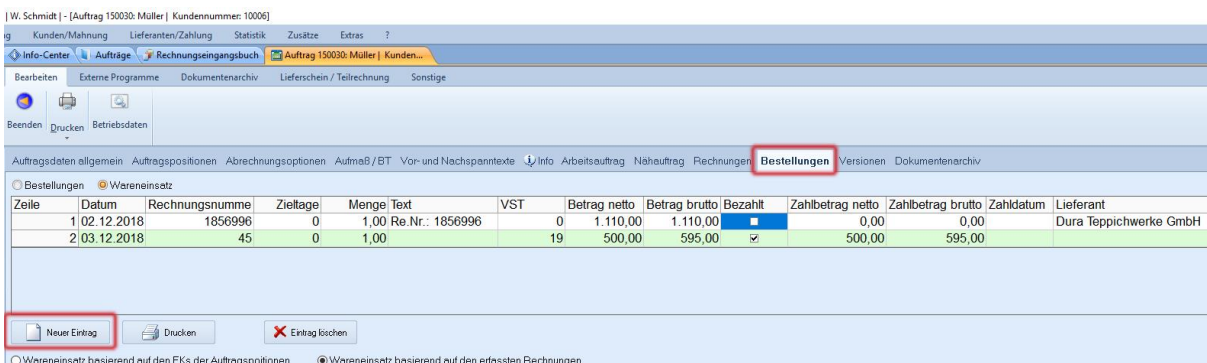 | W. Schmidt | - [Auftrag 150030: Müller | Kundennummer: 10006]
g Kunden/Mahnung Lieferanten/Zahlung Statistik Zusätze Extras ?
Info-Center Aufträge Rechnungseingangsbuch Auftrag 150030: Müller | Kunden...
Bearbeiten Externe Programme Dokumentenarchiv Lieferschein / Teilrechnung Sonstige
Beenden Drucken Betriebsdaten
Auftragsdaten allgemein Auftragspositionen Abrechnungsoptionen Aufmaß / BT Vor- und Nachspanntexte Info Arbeitsauftrag Nähauftrag Rechnungen Bestellungen Versionen Dokumentenarchiv
Bestellungen Wareneinsatz
Zeile Datum Rechnungsnumme Zieltage Menge Text VST Betrag netto Betrag brutto Bezahlt Zahlbetrag netto Zahlbetrag brutto Zahldatum Lieferant
1 02.12.2018 1856996 0 1,00 Re.Nr.: 1856996 0 1.110,00 1.110,00 0,00 0,00 Dura Teppichwerke GmbH
2 03.12.2018 45 0 1,00 19 500,00 595,00 500,00 595,00
Neuer Eintrag Drucken Eintrag löschen
Wareneinsatz basierend auf den EKs der Auftragspositionen Wareneinsatz basierend auf den erfassten Rechnungen